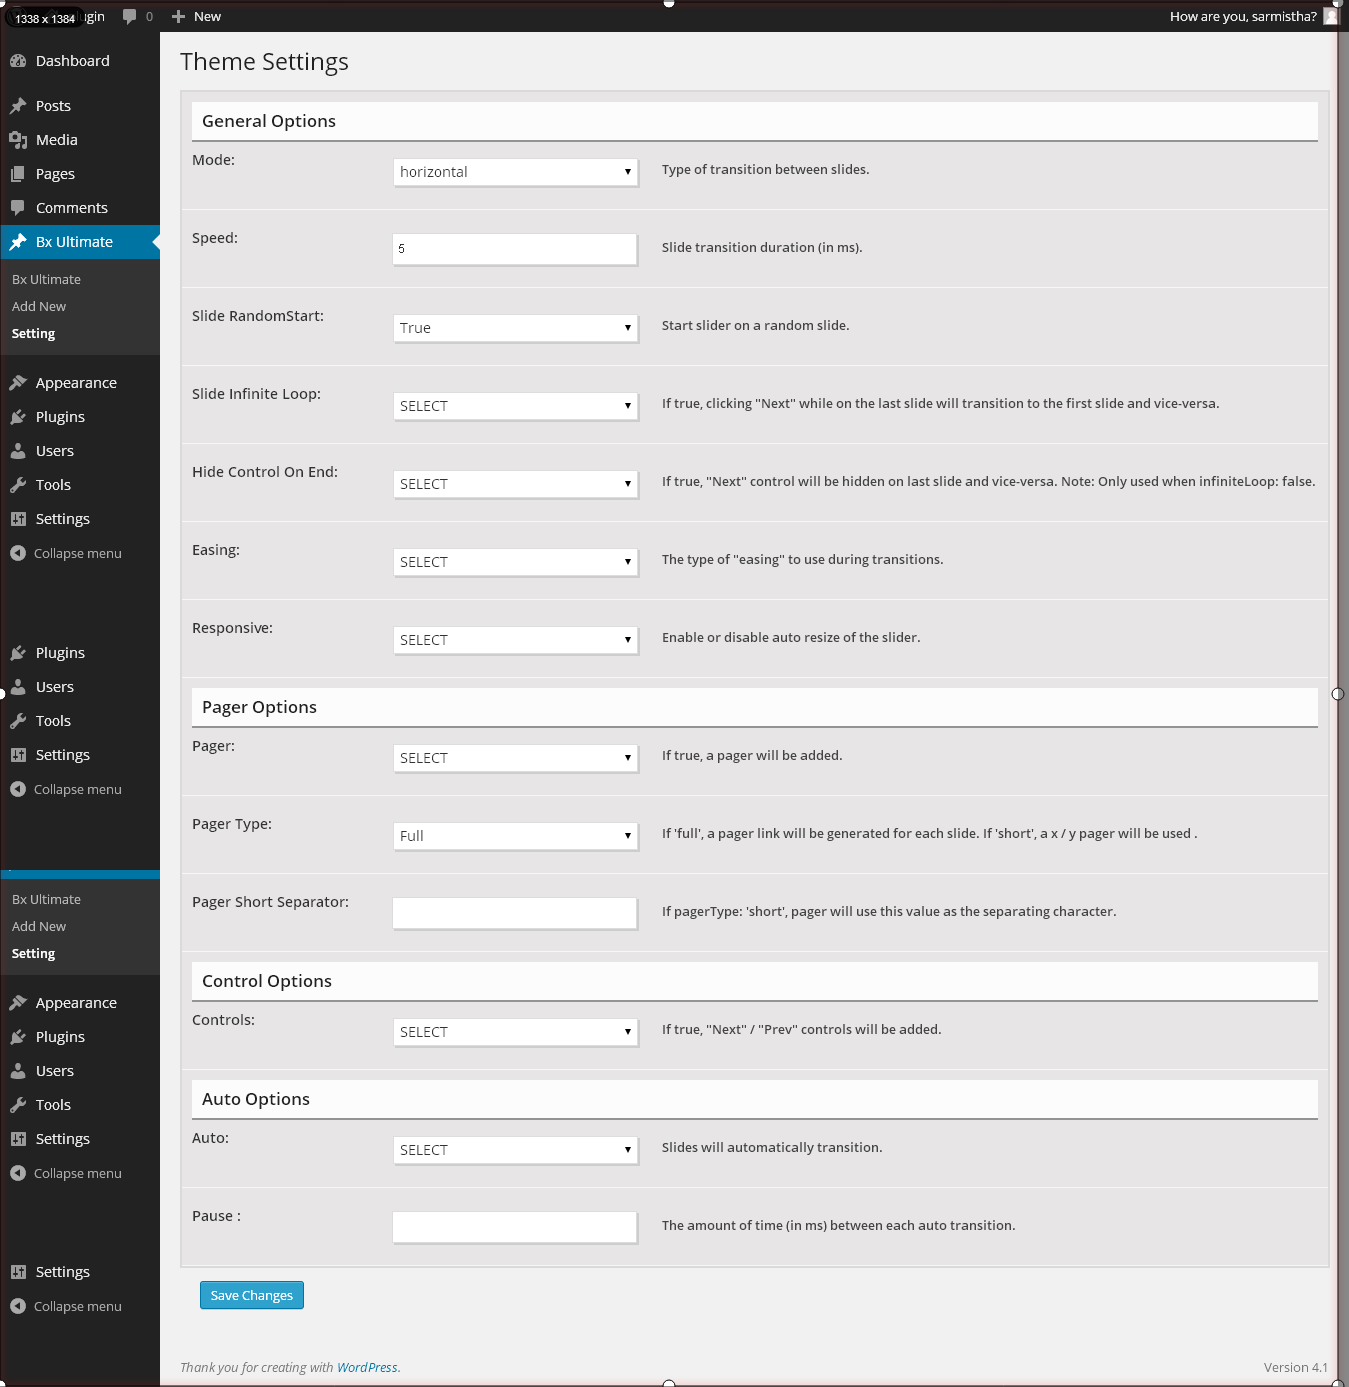 1338 x 1384 gin 0 New How are you, sarmistha?
Dashboard
Posts
Media
Pages
Comments
Bx Ultimate
Bx Ultimate
Add New
Setting
Appearance
Plugins
Users
Tools
Settings
Collapse menu
Plugins
Users
Tools
Settings
Collapse menu
Bx Ultimate
Add New
Setting
Appearance
Plugins
Users
Tools
Settings
Collapse menu
Settings
Collapse menu
Theme Settings
General Options
Mode: horizontal Type of transition between slides.
Speed: 5 Slide transition duration (in ms).
Slide RandomStart: True Start slider on a random slide.
Slide Infinite Loop: SELECT If true, clicking "Next" while on the last slide will transition to the first slide and vice-versa.
Hide Control On End: SELECT If true, "Next" control will be hidden on last slide and vice-versa. Note: Only used when infiniteLoop: false.
Easing: SELECT The type of "easing" to use during transitions.
Responsive: SELECT Enable or disable auto resize of the slider.
Pager Options
Pager: SELECT If true, a pager will be added.
Pager Type: Full If 'full', a pager link will be generated for each slide. If 'short', a x / y pager will be used .
Pager Short Separator: If pagerType: 'short', pager will use this value as the separating character.
Control Options
Controls: SELECT If true, "Next" / "Prev" controls will be added.
Auto Options
Auto: SELECT Slides will automatically transition.
Pause : The amount of time (in ms) between each auto transition.
Save Changes
Thank you for creating with WordPress. Version 4.1